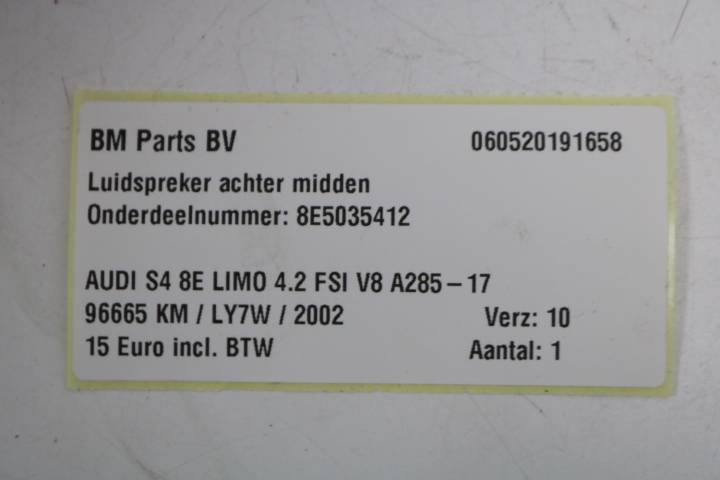 BM Parts BV 060520191658
Luidspreker achter midden
Onderdeelnummer: 8E5035412
AUDI S4 8E LIMO 4.2 FSI V8 A285-17
96665 KM / LY7W / 2002 Verz: 10
15 Euro incl. BTW Aantal: 1